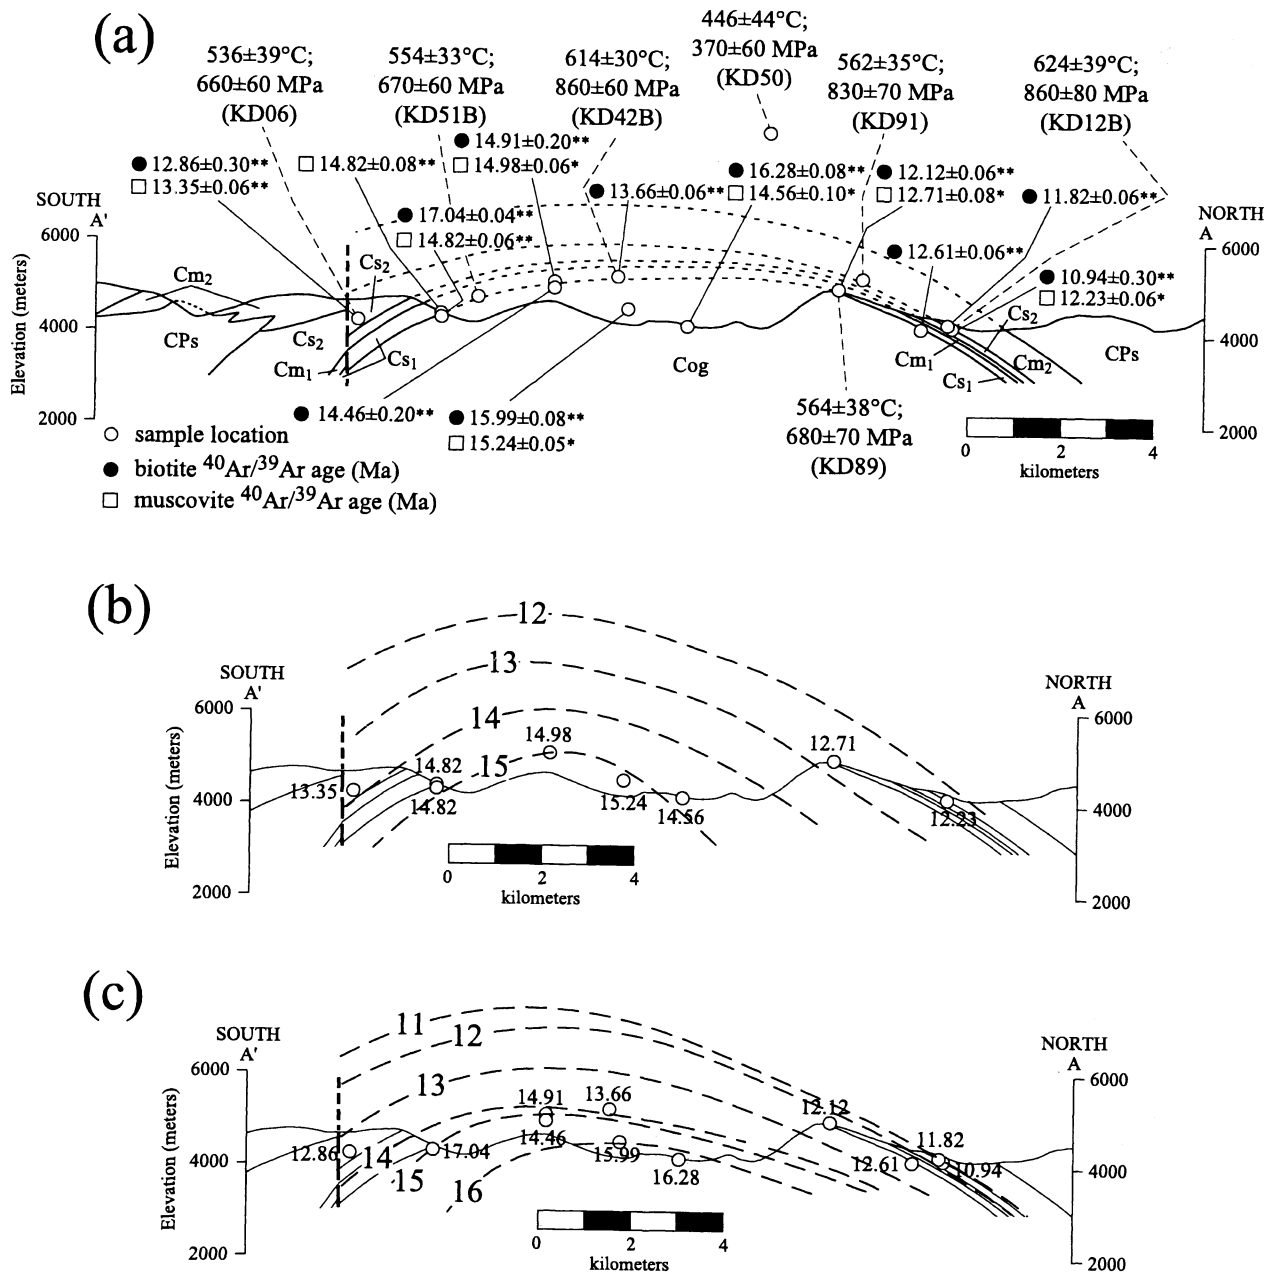 (a)
536±39°C;
660±60 MPa
(KD06)
554±33°C;
670±60 MPa
(KD51B)
614±30°C;
860±60 MPa
(KD42B)
446±44°C;
370±60 MPa
(KD50)
562±35°C;
830±70 MPa
(KD91)
624±39°C;
860±80 MPa
(KD12B)
12.86±0.30**
13.35±0.06**
14.82±0.08**
14.91±0.20**
14.98±0.06*
17.04±0.04**
14.82±0.06**
13.66±0.06**
16.28±0.08**
14.56±0.10*
12.12±0.06**
12.71±0.08*
11.82±0.06**
12.61±0.06**
10.94±0.30**
12.23±0.06*
SOUTH
A'
NORTH
A
6000
4000
2000
Elevation (meters)
6000
4000
2000
Cm2
CPs
Cs2
Cs2
Cm1
Cs1
Cog
Cm1
Cs1
Cs2
Cm2
CPs
14.46±0.20**
15.99±0.08**
15.24±0.05*
564±38°C;
680±70 MPa
(KD89)
0 2 4
kilometers
sample location
biotite 40Ar/39Ar age (Ma)
muscovite 40Ar/39Ar age (Ma)
(b)
SOUTH
A'
NORTH
A
6000
4000
2000
Elevation (meters)
6000
4000
2000
12
13
14
15
14.98
12.71
14.82
13.35
14.82
15.24
14.56
12.23
0 2 4
kilometers
(c)
SOUTH
A'
NORTH
A
6000
4000
2000
Elevation (meters)
6000
4000
2000
11
12
13
14
15
16
14.91
13.66
12.12
12.86
17.04
14.46
15.99
16.28
11.82
12.61
10.94
0 2 4
kilometers